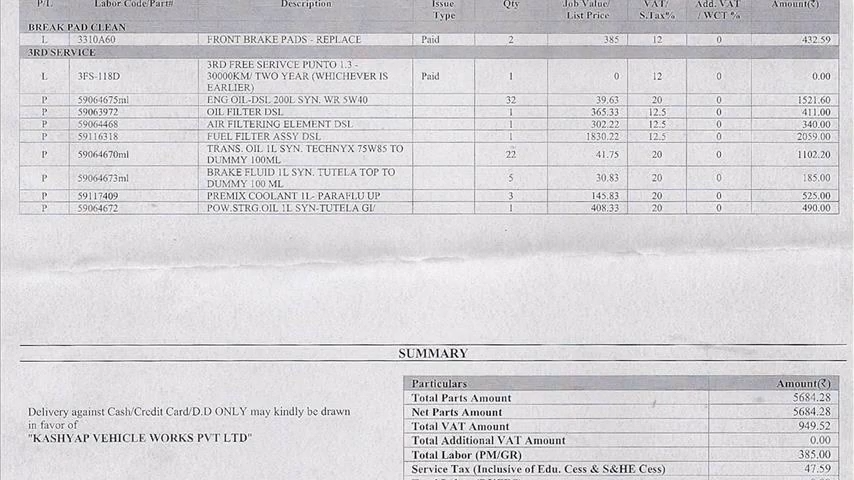 P/L Labor Code/Part# Description Issue Type Qty Job Value/ List Price VAT/ S.Tax% Add. VAT / WCT % Amount(₹)
BREAK PAD CLEAN
L 3310A60 FRONT BRAKE PADS - REPLACE Paid 2 385 12 0 432.59
3RD SERVICE
3RD FREE SERIVCE PUNTO 1.3 -
L 3FS-118D 30000KM/ TWO YEAR (WHICHEVER IS Paid 1 0 12 0 0.00
EARLIER)
P 59064675ml ENG OIL-DSL 200L SYN. WR 5W40 32 39.63 20 0 1521.60
P 59063972 OIL FILTER DSL 1 365.33 12.5 0 411.00
P 59064468 AIR FILTERING ELEMENT DSL 1 302.22 12.5 0 340.00
P 59116318 FUEL FILTER ASSY DSL 1 1830.22 12.5 0 2059.00
TRANS. OIL 1L SYN. TECHNYX 75W85 TO
P 59064670ml 22 41.75 20 0 1102.20
DUMMY 100ML
BRAKE FLUID 1L SYN. TUTELA TOP TO
P 59064673ml 5 30.83 20 0 185.00
DUMMY 100 ML
P 59117409 PREMIX COOLANT 1L- PARAFLU UP 3 145.83 20 0 525.00
P 59064672 POW.STRG.OIL 1L SYN-TUTELA GI/ 1 408.33 20 0 490.00
SUMMARY
Particulars Amount(₹)
Total Parts Amount 5684.28
Delivery against Cash/Credit Card/D.D ONLY may kindly be drawn
in favor of
"KASHYAP VEHICLE WORKS PVT LTD"
Net Parts Amount 5684.28
Total VAT Amount 949.52
Total Additional VAT Amount 0.00
Total Labor (PM/GR) 385.00
Service Tax (Inclusive of Edu. Cess & S&HE Cess) 47.59